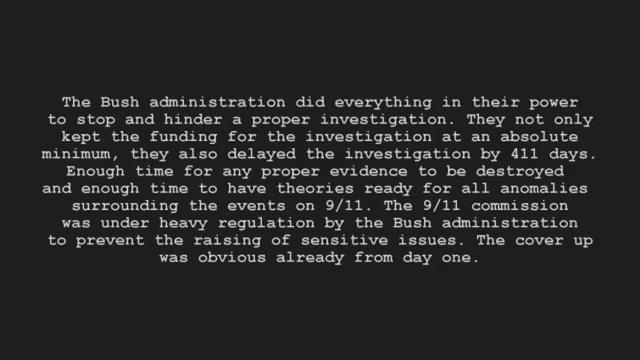 The Bush administration did everything in their power
to stop and hinder a proper investigation. They not only
kept the funding for the investigation at an absolute
minimum, they also delayed the investigation by 411 days.
Enough time for any proper evidence to be destroyed
and enough time to have theories ready for all anomalies
surrounding the events on 9/11. The 9/11 commission
was under heavy regulation by the Bush administration
to prevent the raising of sensitive issues. The cover up
was obvious already from day one.